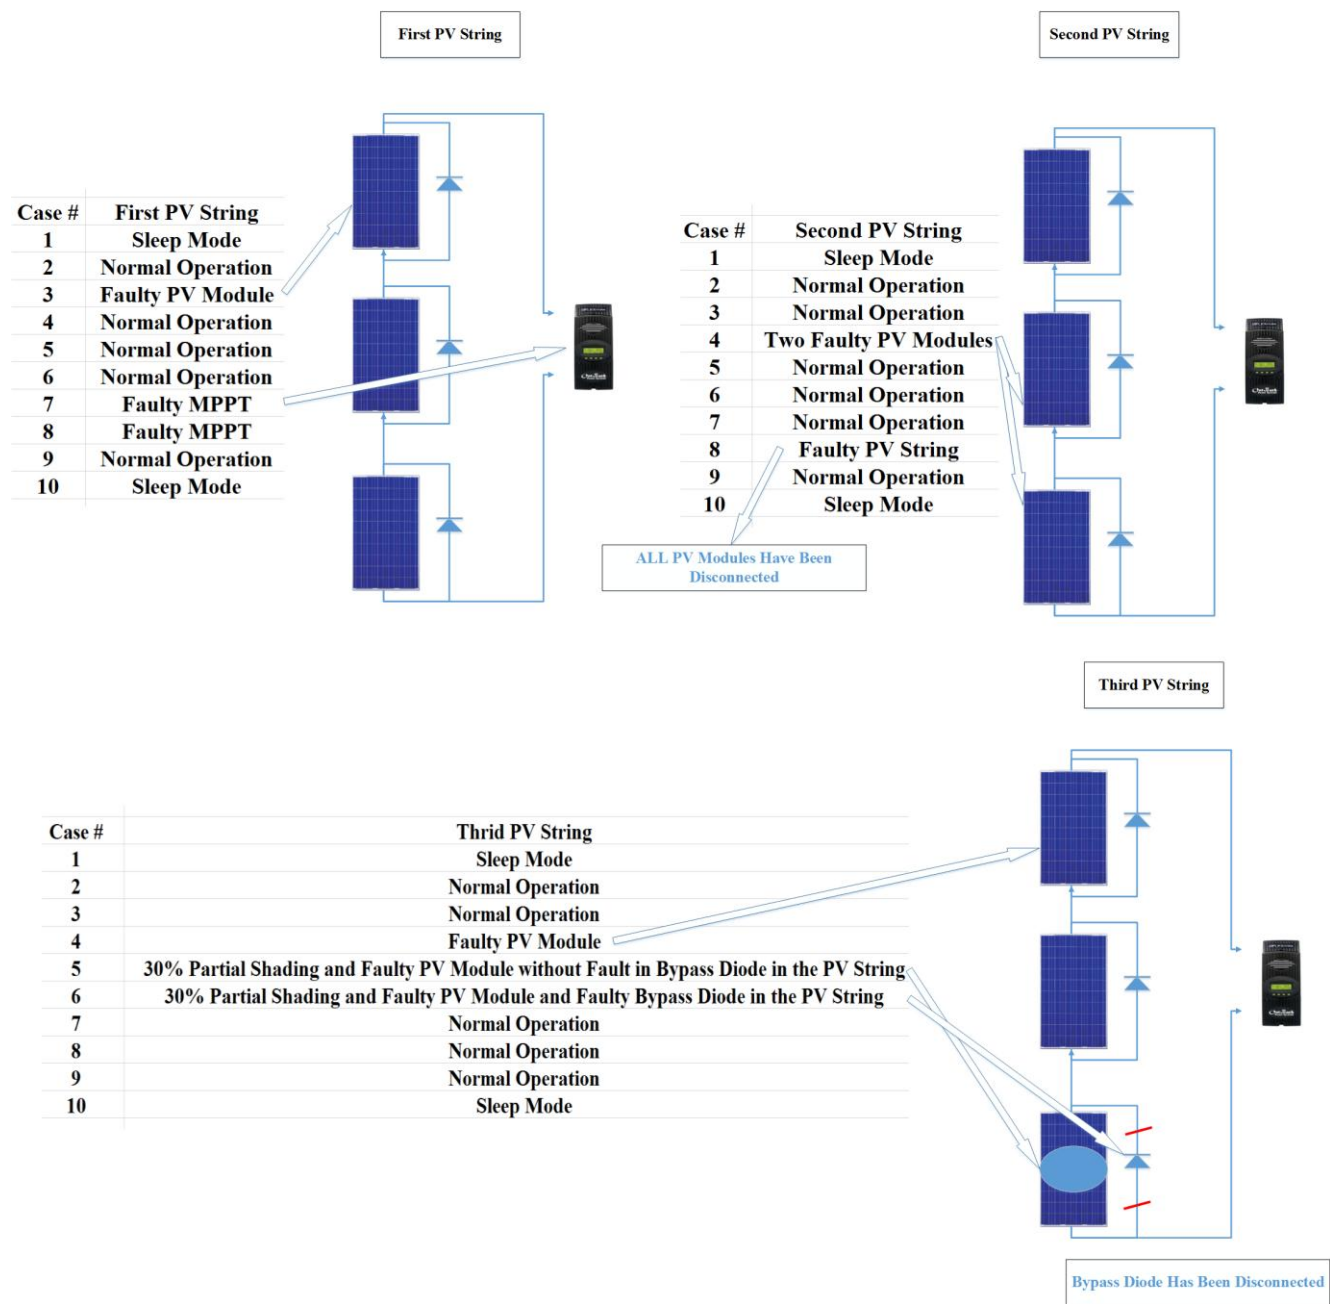 First PV String
Second PV String
Case # First PV String
1 Sleep Mode
2 Normal Operation
3 Faulty PV Module
4 Normal Operation
5 Normal Operation
6 Normal Operation
7 Faulty MPPT
8 Faulty MPPT
9 Normal Operation
10 Sleep Mode
Case # Second PV String
1 Sleep Mode
2 Normal Operation
3 Normal Operation
4 Two Faulty PV Modules
5 Normal Operation
6 Normal Operation
7 Normal Operation
8 Faulty PV String
9 Normal Operation
10 Sleep Mode
ALL PV Modules Have Been
Disconnected
Third PV String
Case # Thrid PV String
1 Sleep Mode
2 Normal Operation
3 Normal Operation
4 Faulty PV Module
5 30% Partial Shading and Faulty PV Module without Fault in Bypass Diode in the PV String
6 30% Partial Shading and Faulty PV Module and Faulty Bypass Diode in the PV String
7 Normal Operation
8 Normal Operation
9 Normal Operation
10 Sleep Mode
Bypass Diode Has Been Disconnected